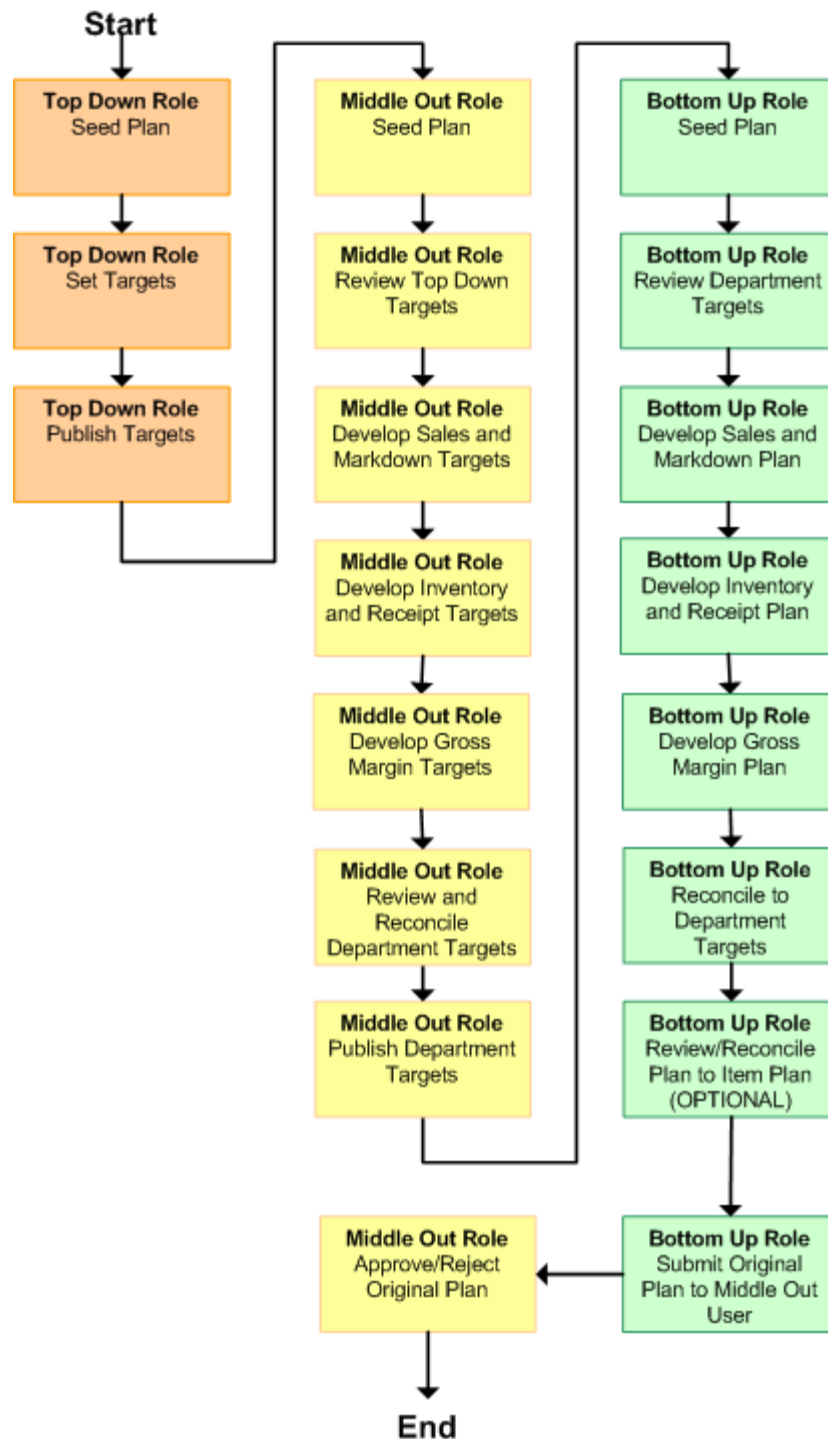 Start
Top Down Role
Seed Plan
Top Down Role
Set Targets
Top Down Role
Publish Targets
Middle Out Role
Seed Plan
Middle Out Role
Review Top Down
Targets
Middle Out Role
Develop Sales and
Markdown Targets
Middle Out Role
Develop Inventory
and Receipt Targets
Middle Out Role
Develop Gross
Margin Targets
Middle Out Role
Review and
Reconcile
Department Targets
Middle Out Role
Publish Department
Targets
Bottom Up Role
Seed Plan
Bottom Up Role
Review Department
Targets
Bottom Up Role
Develop Sales and
Markdown Plan
Bottom Up Role
Develop Inventory
and Receipt Plan
Bottom Up Role
Develop Gross
Margin Plan
Bottom Up Role
Reconcile to
Department
Targets
Bottom Up Role
Review/Reconcile
Plan to Item Plan
(OPTIONAL)
Bottom Up Role
Submit Original
Plan to Middle Out
User
Middle Out Role
Approve/Reject
Original Plan
End